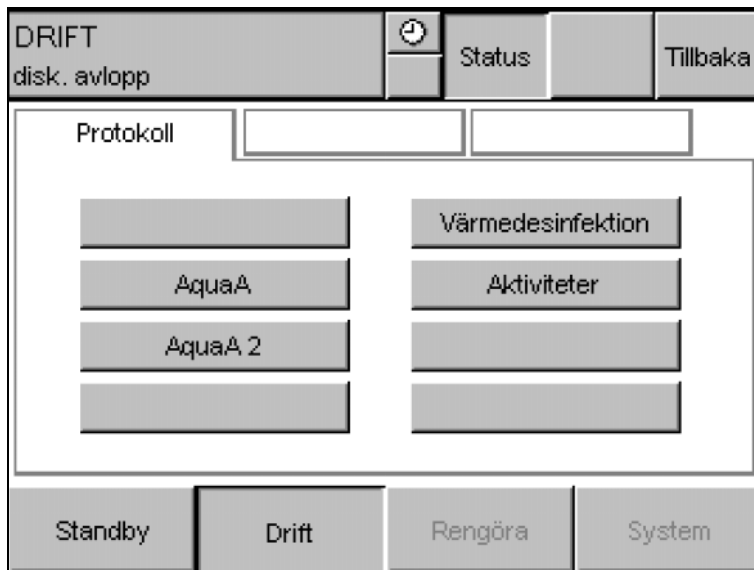 DRIFT
disk. avlopp
Status
Tillbaka
Protokoll
Värmedesinfektion
AquaA
Aktiviteter
AquaA 2
Standby
Drift
Rengöra
System